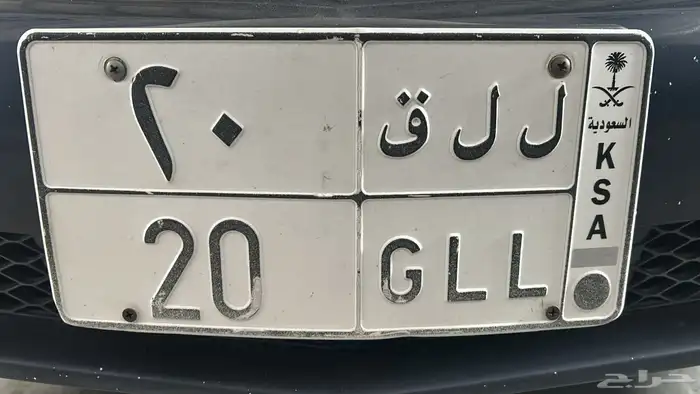 ٢٠ ل ل ق
20 GLL
السعودية
K
S
A
حراج